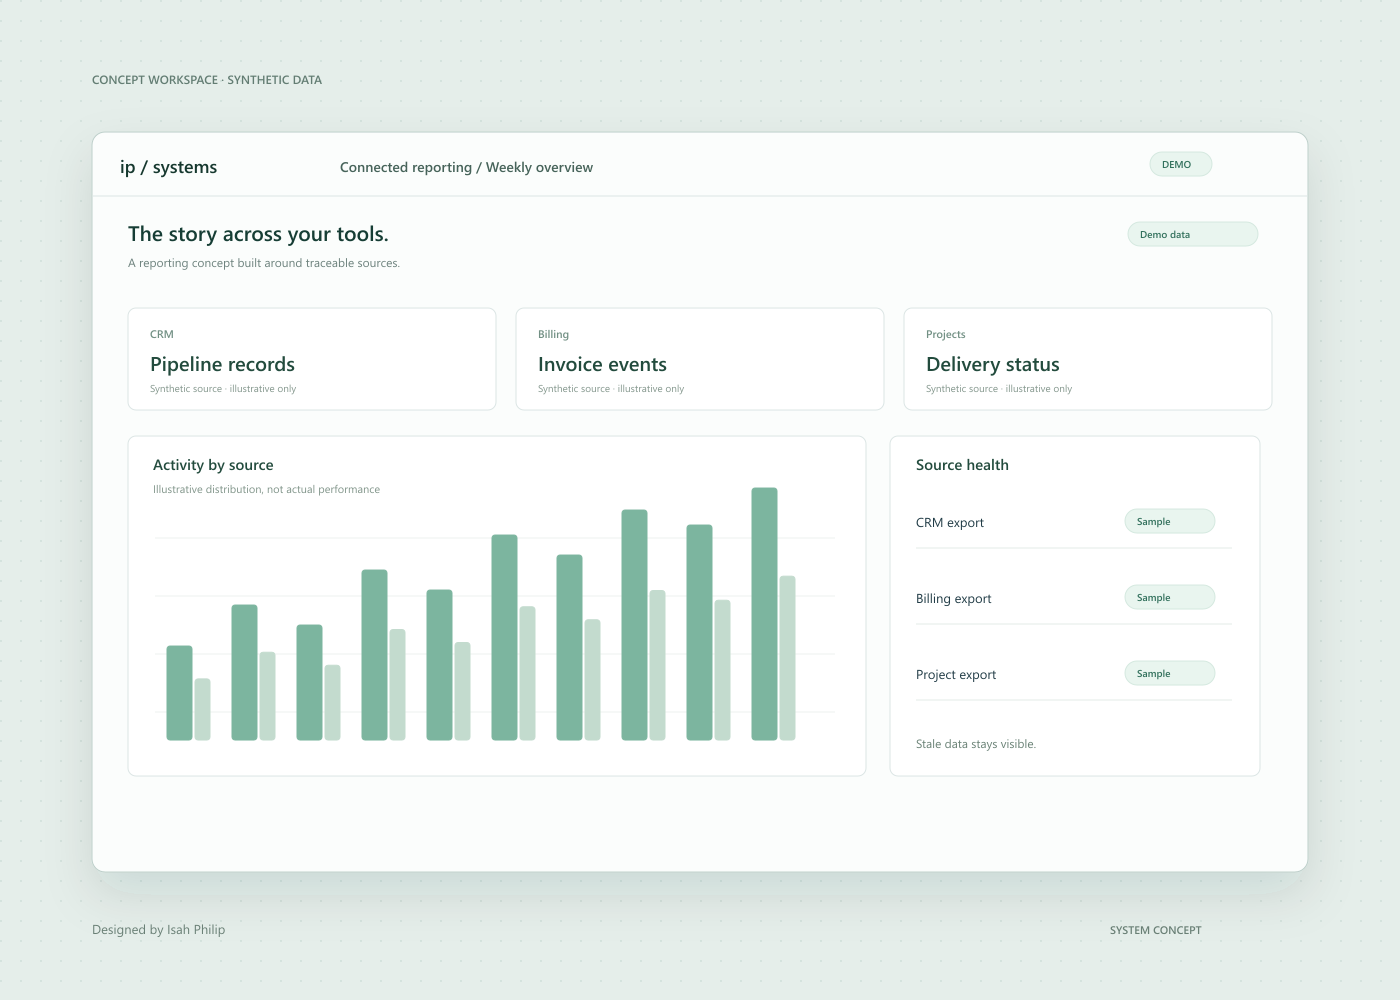 CONCEPT WORKSPACE · SYNTHETIC DATA
ip / systems
Connected reporting / Weekly overview
DEMO
The story across your tools.
Demo data
A reporting concept built around traceable sources.
CRM
Pipeline records
Synthetic source · illustrative only
Billing
Invoice events
Synthetic source · illustrative only
Projects
Delivery status
Synthetic source · illustrative only
Activity by source
Illustrative distribution, not actual performance
Source health
CRM export
Sample
Billing export
Sample
Project export
Sample
Stale data stays visible.
Designed by Isah Philip
SYSTEM CONCEPT